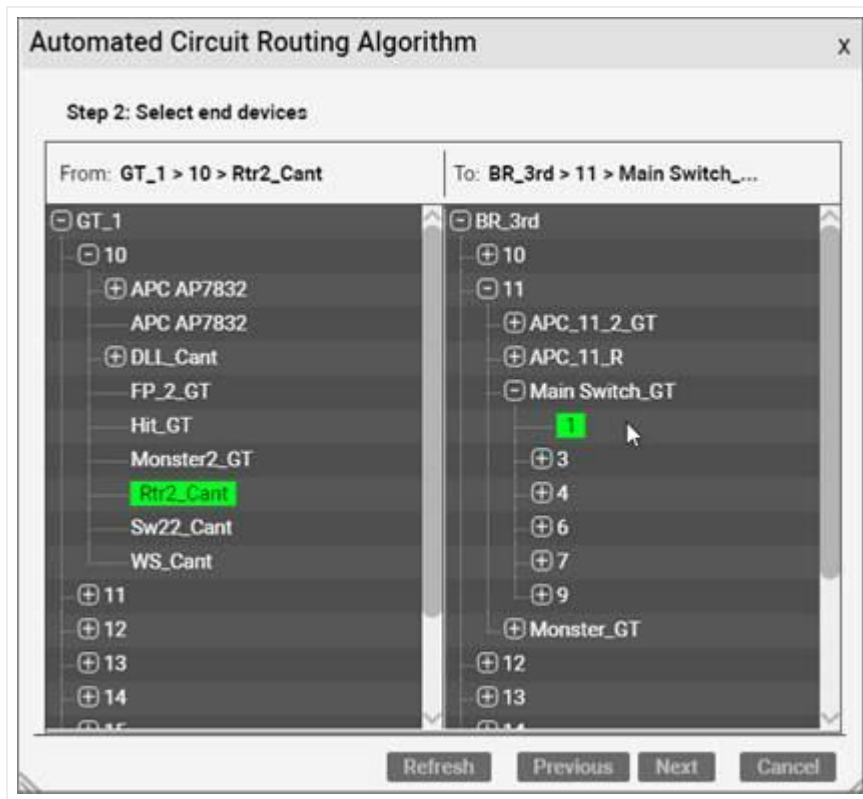 Automated Circuit Routing Algorithm x
Step 2: Select end devices
From: GT_1 > 10 > Rtr2_Cant
To: BR_3rd > 11 > Main Switch_...
GT_1
10
APC AP7832
APC AP7832
DLL_Cant
FP_2_GT
Hit_GT
Monster2_GT
Rtr2_Cant
Sw22_Cant
WS_Cant
11
12
13
14
BR_3rd
10
11
APC_11_2_GT
APC_11_R
Main Switch_GT
1
3
4
6
7
9
Monster_GT
12
13
Refresh Previous Next Cancel